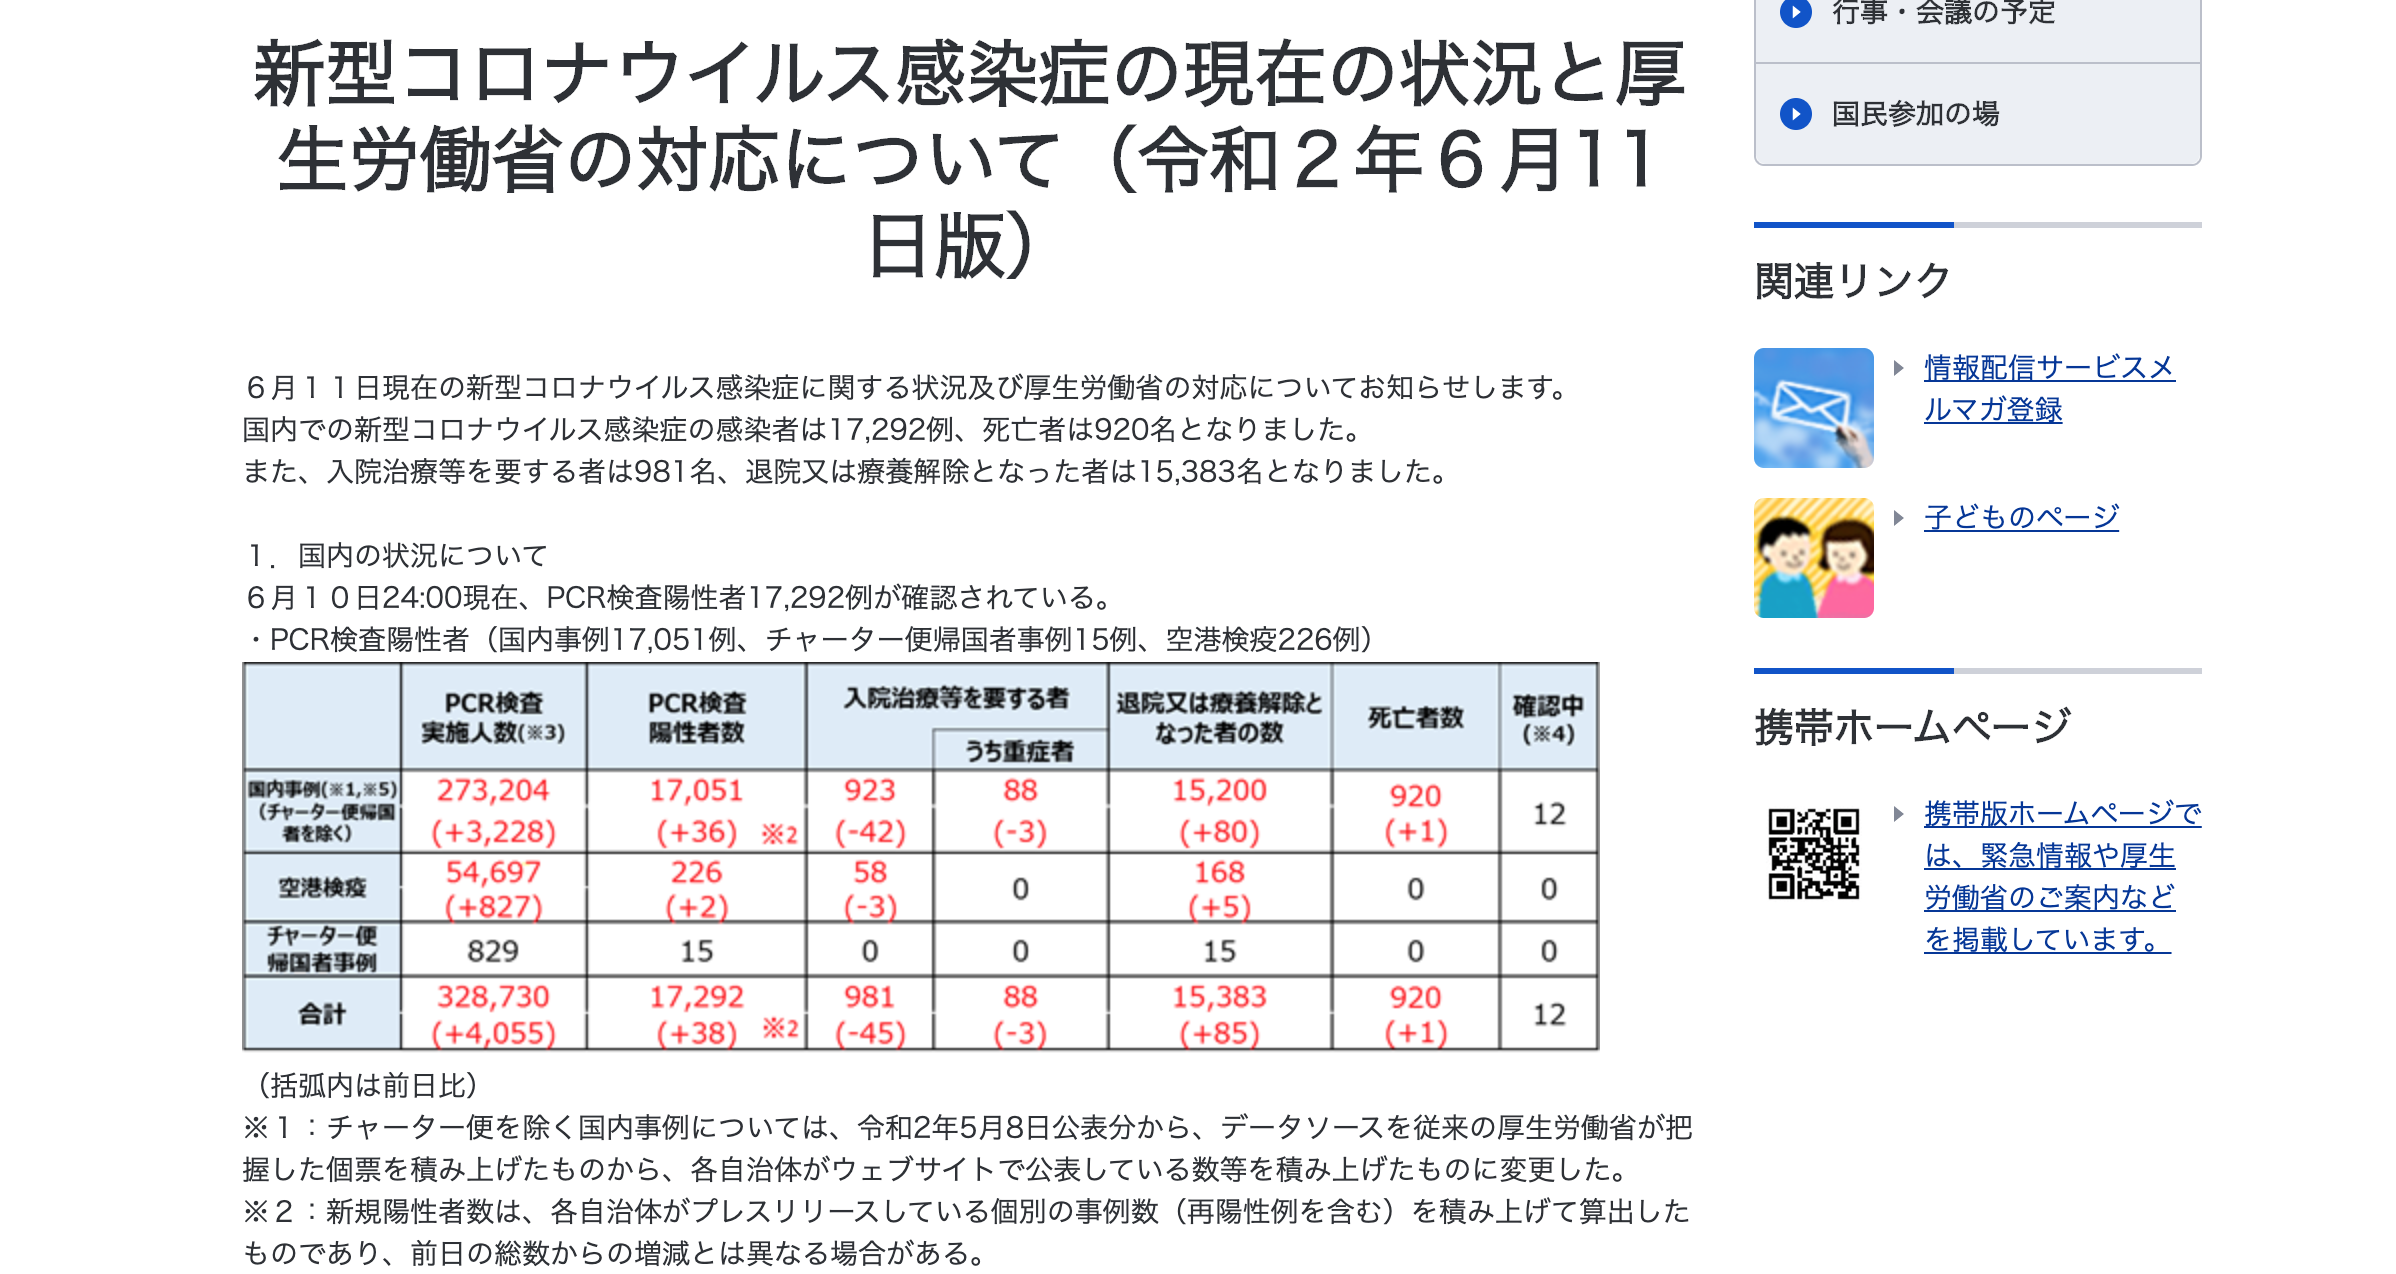 新型コロナウイルス感染症の現在の状況と厚
生労働省の対応について（令和２年６月11
日版）
６月１１日現在の新型コロナウイルス感染症に関する状況及び厚生労働省の対応についてお知らせします。
国内での新型コロナウイルス感染症の感染者は17,292例、死亡者は920名となりました。
また、入院治療等を要する者は981名、退院又は療養解除となった者は15,383名となりました。
１．国内の状況について
６月１０日24:00現在、PCR検査陽性者17,292例が確認されている。
・PCR検査陽性者（国内事例17,051例、チャーター便帰国者事例15例、空港検疫226例）
PCR検査 PCR検査 入院治療等を要する者 退院又は療養解除と 死亡者数 確認中
実施人数(※3) 陽性者数 うち重症者 なった者の数 (※4)
国内事例(※1,※5) 273,204 17,051 923 88 15,200 920 12
（チャーター便帰国 (+3,228) (+36) ※2 (-42) (-3) (+80) (+1)
者を除く）
空港検疫 54,697 226 58 0 168 0 0
(+827) (+2) (-3) (+5)
チャーター便 829 15 0 0 15 0 0
帰国者事例
合計 328,730 17,292 981 88 15,383 920 12
(+4,055) (+38) ※2 (-45) (-3) (+85) (+1)
（括弧内は前日比）
※１：チャーター便を除く国内事例については、令和2年5月8日公表分から、データソースを従来の厚生労働省が把
握した個票を積み上げたものから、各自治体がウェブサイトで公表している数等を積み上げたものに変更した。
※２：新規陽性者数は、各自治体がプレスリリースしている個別の事例数（再陽性例を含む）を積み上げて算出した
ものであり、前日の総数からの増減とは異なる場合がある。
行事・会議の予定
国民参加の場
関連リンク
情報配信サービスメ
ルマガ登録
子どものページ
携帯ホームページ
携帯版ホームページで
は、緊急情報や厚生
労働省のご案内など
を掲載しています。